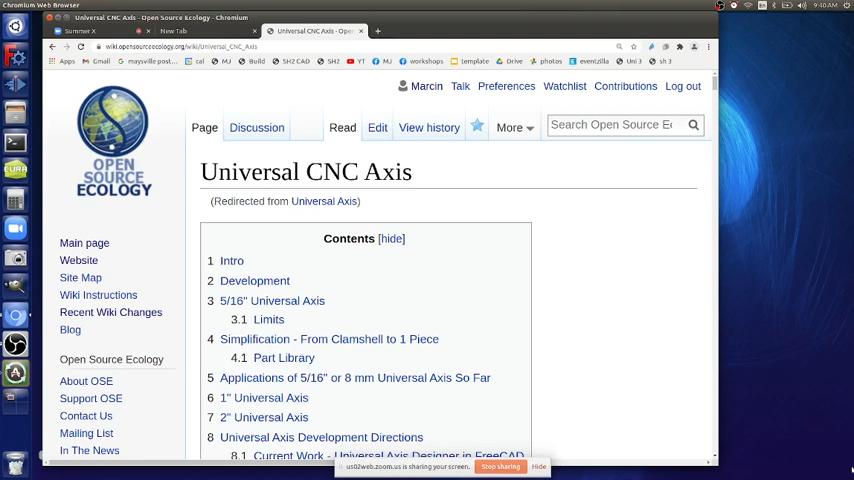 Chromium Web Browser
9:40 AM
Universal CNC Axis - Open Source Ecology - Chromium
Summer X
New Tab
Universal CNC Axis - Open
wiki.opensourceecology.org/wiki/Universal_CNC_Axis
Apps
Gmail
maysville post...
cal
MJ
Build
SH2 CAD
SH2
YT
MJ
workshops
template
Drive
photos
eventzilla
Uni 3
sh 3
Marcin
Talk
Preferences
Watchlist
Contributions
Log out
OPEN
SOURCE
ECOLOGY
Page
Discussion
Read
Edit
View history
More
Search Open Source Ec
Universal CNC Axis
(Redirected from Universal Axis)
Contents [hide]
1 Intro
2 Development
3 5/16" Universal Axis
3.1 Limits
4 Simplification - From Clamshell to 1 Piece
4.1 Part Library
5 Applications of 5/16" or 8 mm Universal Axis So Far
6 1" Universal Axis
7 2" Universal Axis
8 Universal Axis Development Directions
8.1 Current Work - Universal Axis Designer in FreeCAD
Main page
Website
Site Map
Wiki Instructions
Recent Wiki Changes
Blog
Open Source Ecology
About OSE
Support OSE
Contact Us
Mailing List
In The News
us02web.zoom.us is sharing your screen.
Stop sharing
Hide
CURA